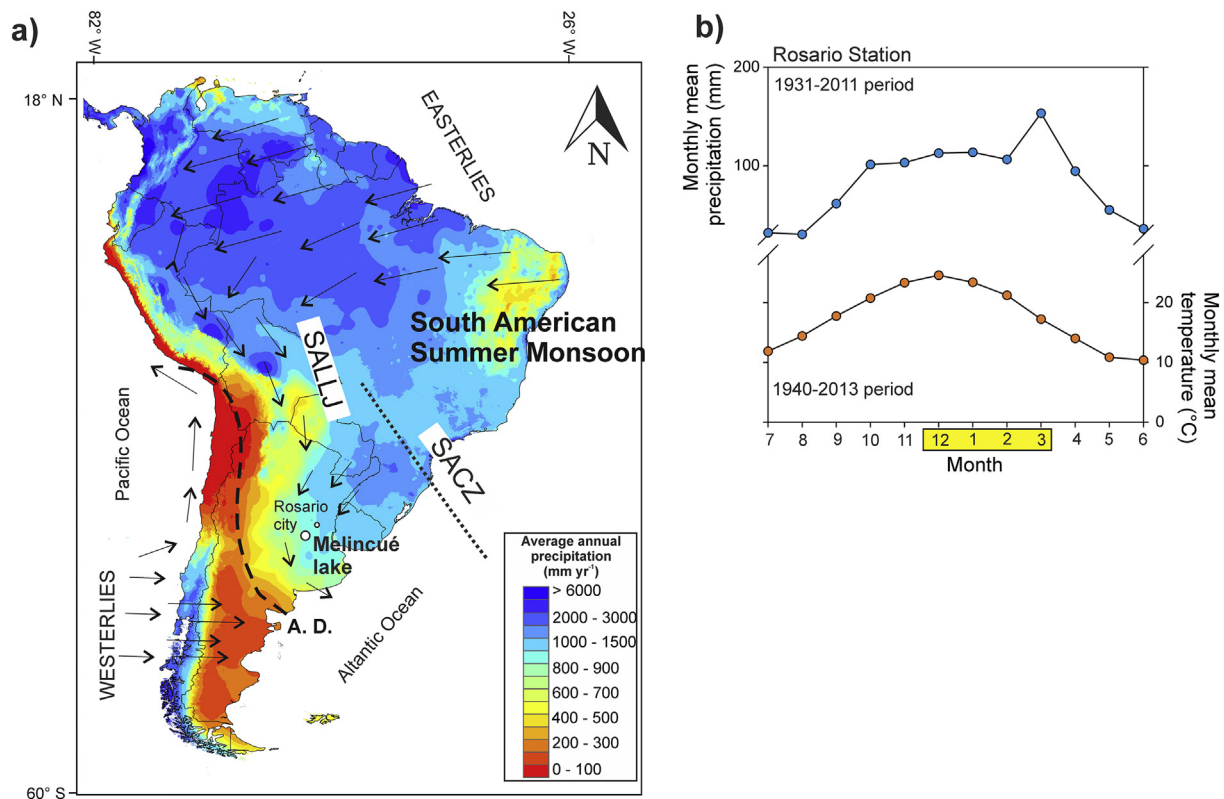 a)
82° W
26° W
18° N
60° S
EASTERLIES
N
South American
Summer Monsoon
SALLJ
SACZ
Pacific Ocean
Rosario
city
Melincué
lake
WESTERLIES
A. D.
Altantic Ocean
Average annual
precipitation
(mm yr-1)
> 6000
2000 - 3000
1000 - 1500
800 - 900
600 - 700
400 - 500
200 - 300
0 - 100
b)
Rosario Station
1931-2011 period
Monthly mean
precipitation (mm)
200
100
1940-2013 period
Monthly mean
temperature (°C)
20
10
0
7 8 9 10 11 12 1 2 3 4 5 6
Month